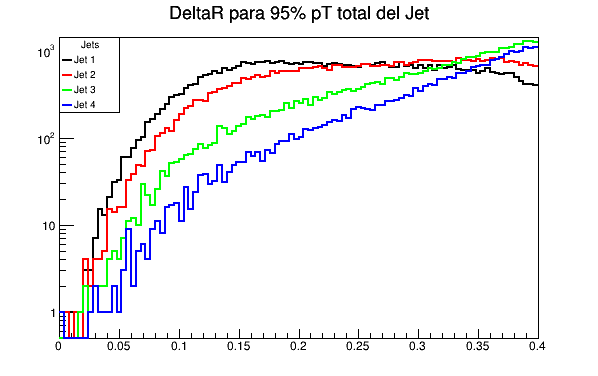 DeltaR para 95% pT total del Jet
Jets
Jet 1
Jet 2
Jet 3
Jet 4
10³
10²
10
1
0 0.05 0.1 0.15 0.2 0.25 0.3 0.35 0.4